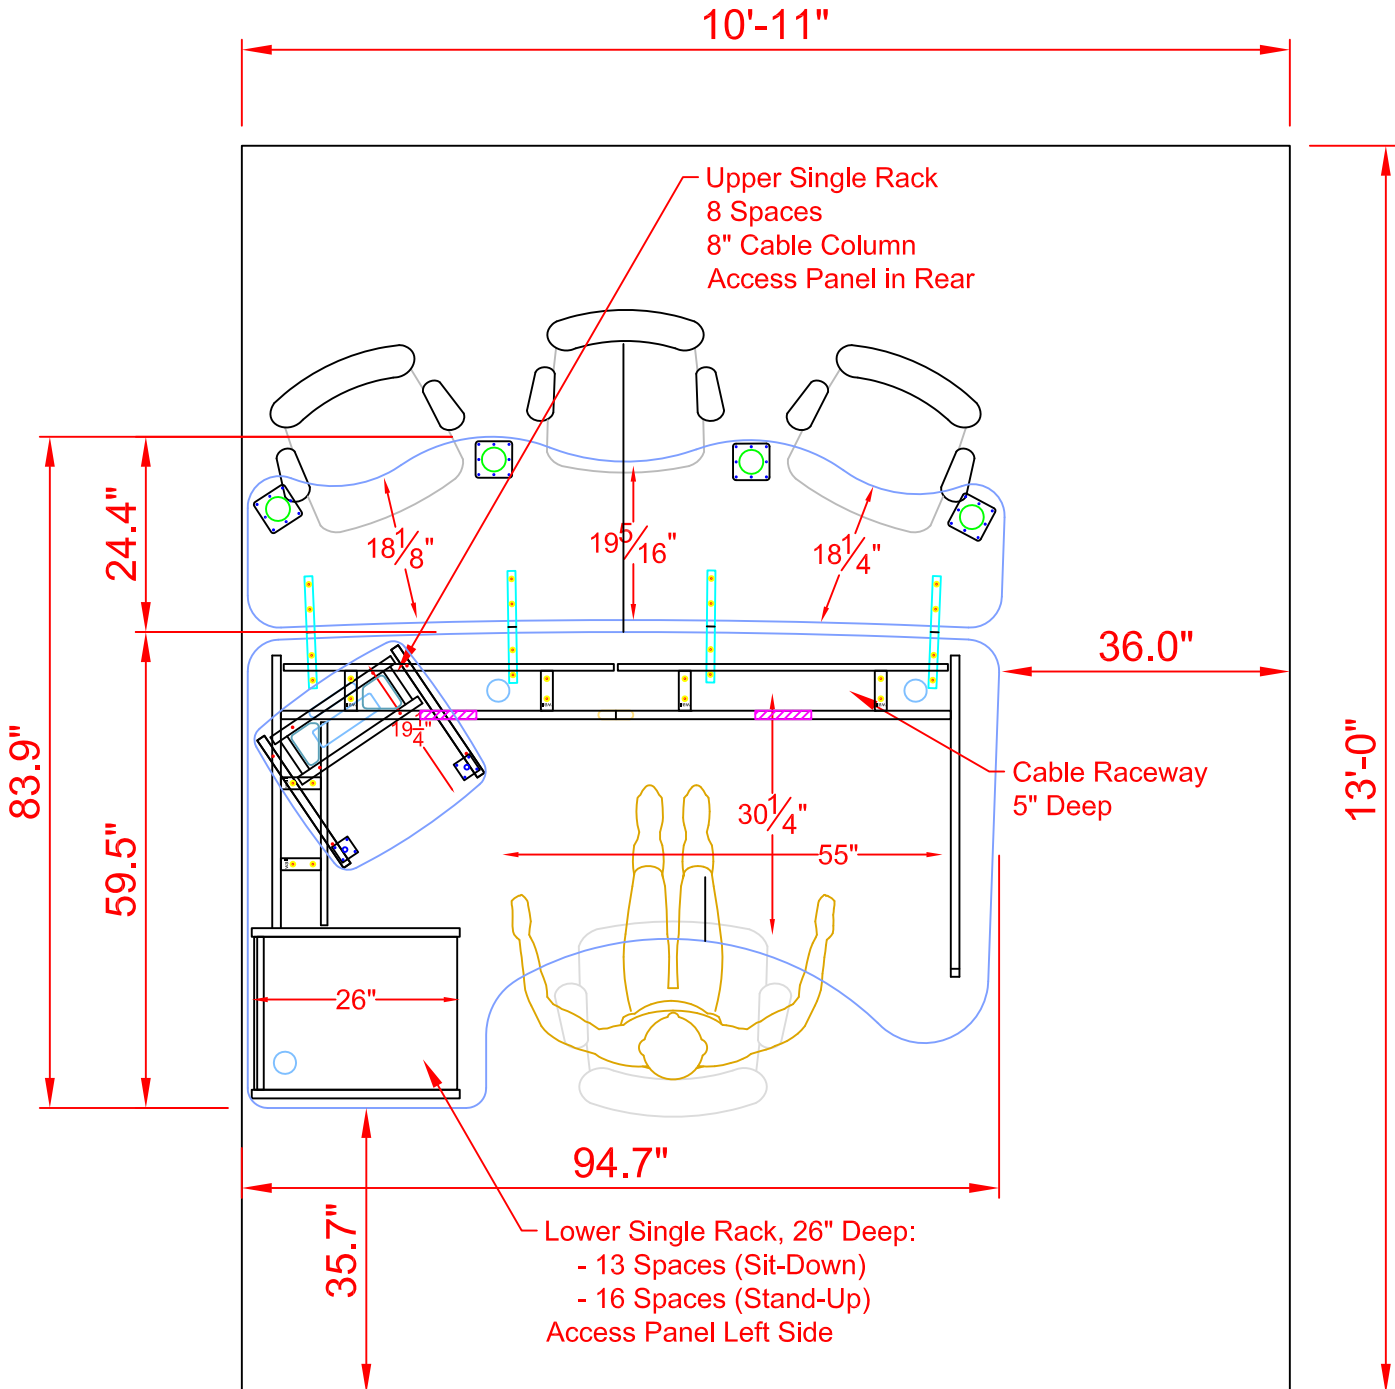 10'-11"
Upper Single Rack
8 Spaces
8" Cable Column
Access Panel in Rear
24.4"
18 1/8"
19 5/16"
18 1/4"
36.0"
83.9"
19 1/4"
13'-0"
Cable Raceway
5" Deep
30 1/4"
55"
59.5"
26"
94.7"
35.7"
Lower Single Rack, 26" Deep:
- 13 Spaces (Sit-Down)
- 16 Spaces (Stand-Up)
Access Panel Left Side